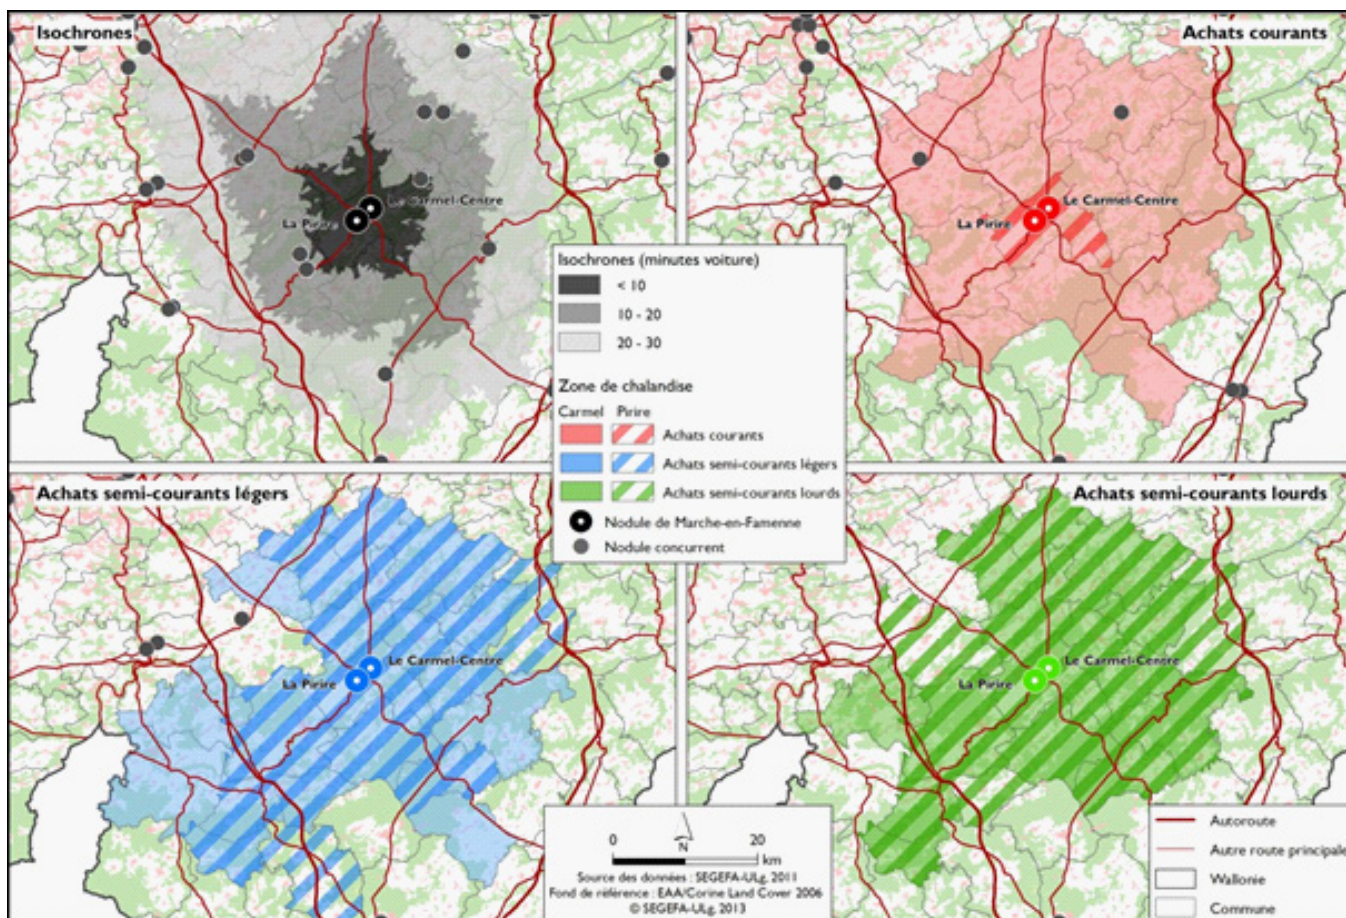 Isochrones
Achats courants
Le Carmel-Centre
La Pirire
Le Carmel-Centre
La Pirire
Isochrones (minutes voiture)
< 10
10 - 20
20 - 30
Zone de chalandise
Carmel Pirire
Achats courants
Achats semi-courants légers
Achats semi-courants lourds
Nodule de Marche-en-Famenne
Nodule concurrent
Achats semi-courants légers
Achats semi-courants lourds
Le Carmel-Centre
La Pirire
Le Carmel-Centre
La Pirire
0 20
N
km
Source des données : SEGEFA-ULg, 2011
Fond de référence : EAA/Corine Land Cover 2006
© SEGEFA-ULg, 2013
Autoroute
Autre route principale
Wallonie
Commune